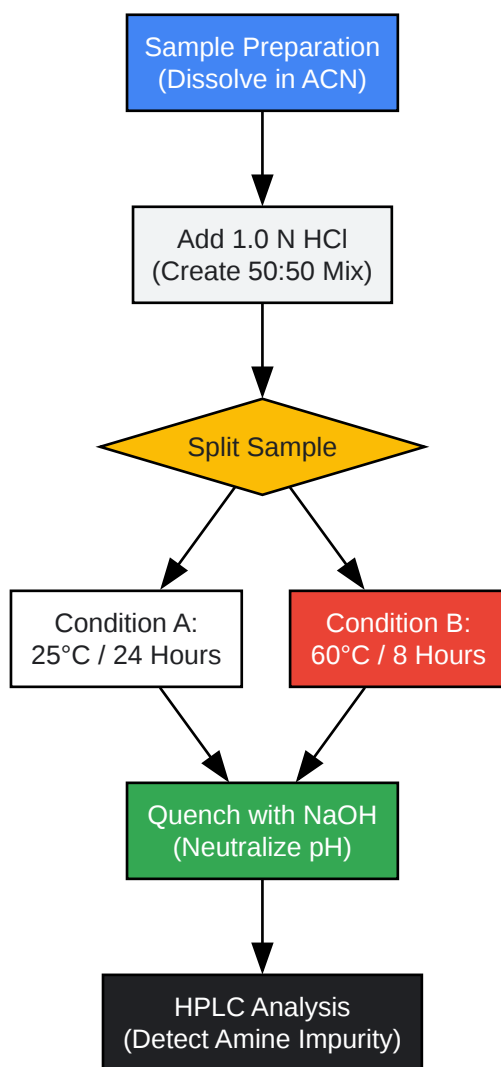 Sample Preparation
(Dissolve in ACN)
Add 1.0 N HCl
(Create 50:50 Mix)
Split Sample
Condition A:
25°C / 24 Hours
Condition B:
60°C / 8 Hours
Quench with NaOH
(Neutralize pH)
HPLC Analysis
(Detect Amine Impurity)